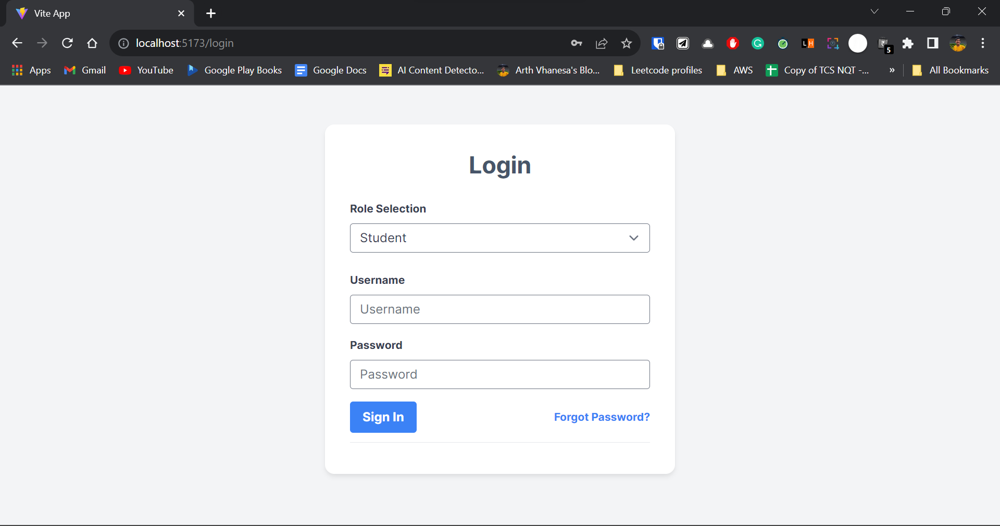 Vite App
localhost:5173/login
5
Apps Gmail YouTube Google Play Books Google Docs AI Content Detecto... Arth Vhanesa's Blo... Leetcode profiles AWS Copy of TCS NQT -... » All Bookmarks
Login
Role Selection
Student
Username
Username
Password
Password
Sign In Forgot Password?